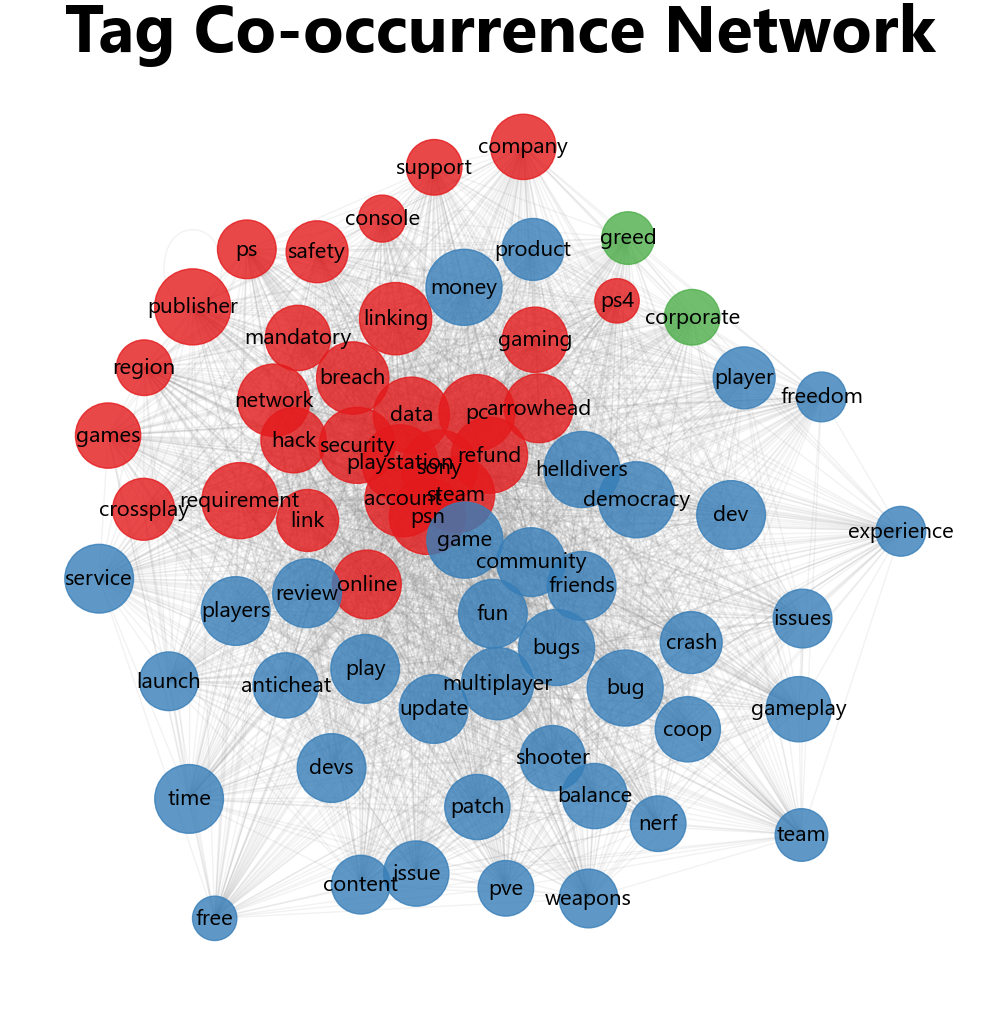 Tag Co-occurrence Network
company
support
console
greed
ps
safety
product
money
ps4
publisher
linking
corporate
mandatory
gaming
region
breach
player
freedom
network
data
pc
arrowhead
games
hack
security
refund
playstation
sony
helldivers
account
steam
democracy
requirement
crossplay
link
psn
dev
experience
game
community
service
online
friends
review
players
fun
issues
crash
bugs
play
launch
anticheat
multiplayer
bug
update
gameplay
coop
shooter
devs
time
balance
patch
nerf
team
issue
content
pve
weapons
free